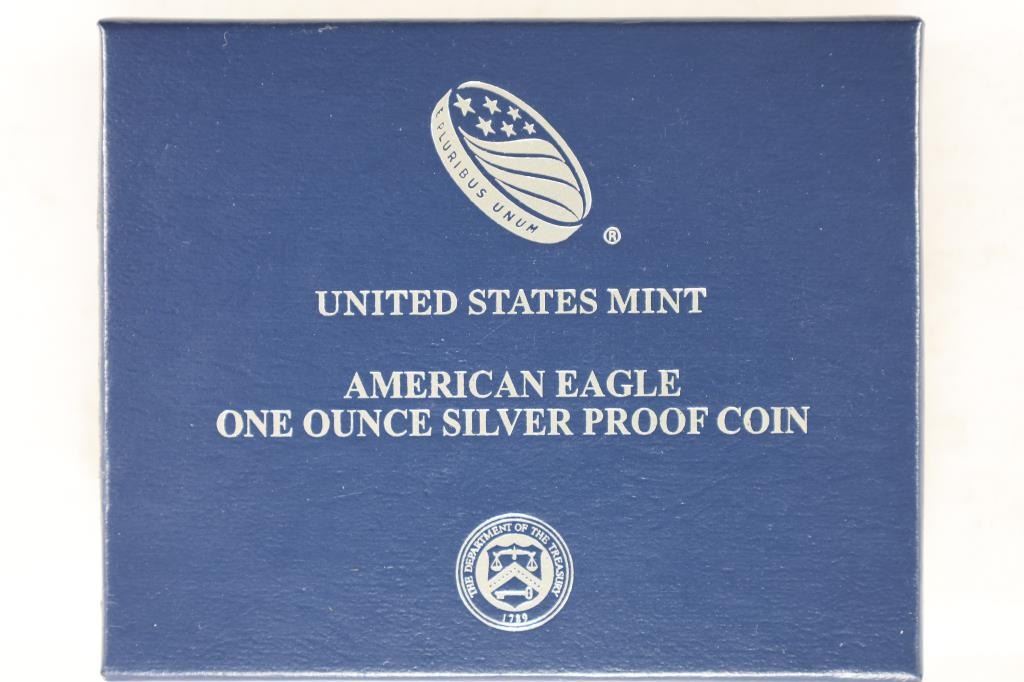 E PLURIBUS UNUM
®
UNITED STATES MINT
AMERICAN EAGLE
ONE OUNCE SILVER PROOF COIN
THE DEPARTMENT OF THE TREASURY
1789